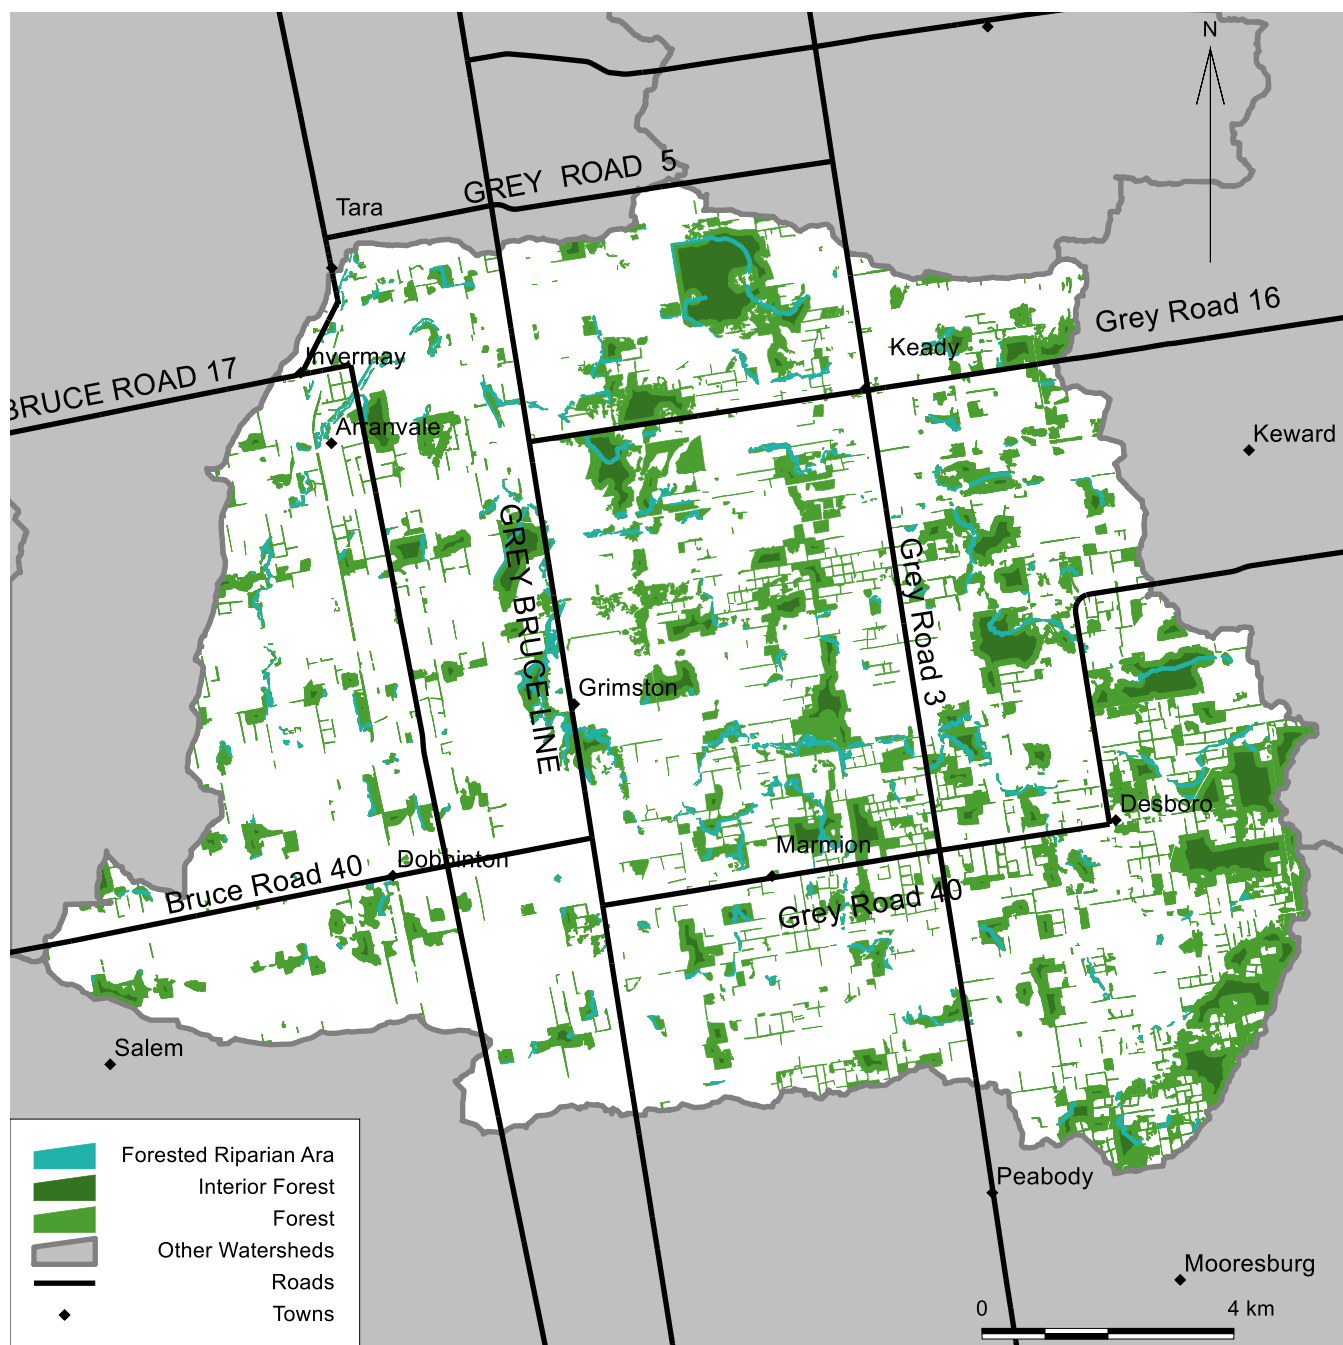 N
GREY ROAD 5
Tara
Grey Road 16
Keady
Invermay
BRUCE ROAD 17
Arranvale
Keward
GREY BRUCE LINE
Grey Road 3
Grimston
Desboro
Marmion
Dobbinton
Bruce Road 40
Grey Road 40
Salem
Peabody
Mooresburg
Forested Riparian Ara
Interior Forest
Forest
Other Watersheds
Roads
Towns
0 4 km